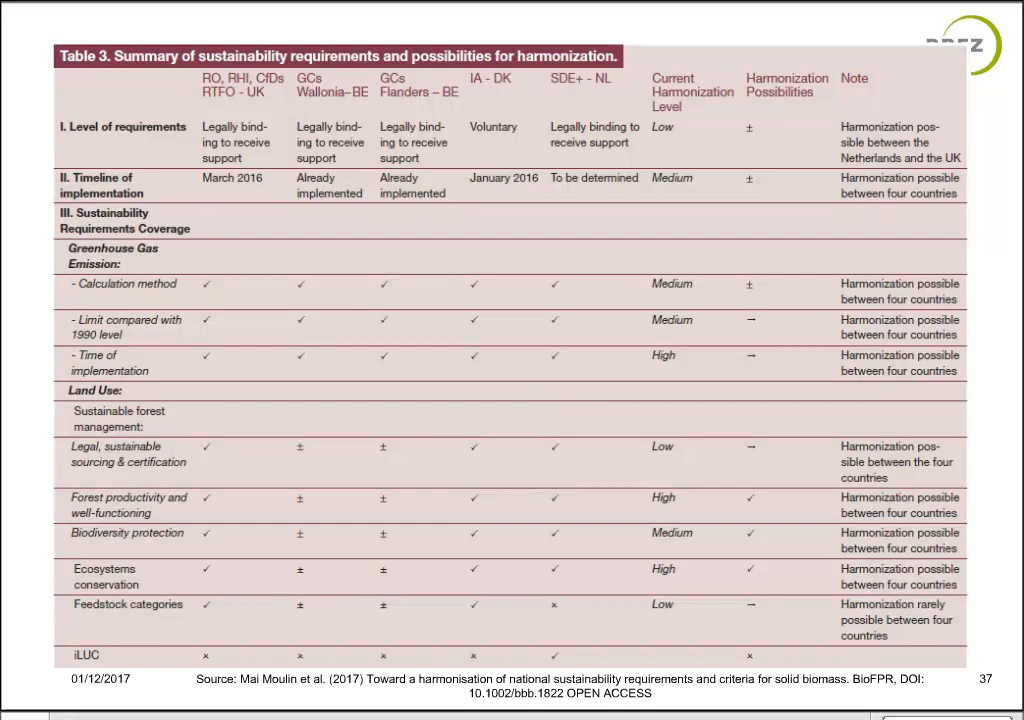 Table 3. Summary of sustainability requirements and possibilities for harmonization.
RO, RHI, CfDs GCs GCs IA - DK SDE+ - NL Current Harmonization Note
RTFO - UK Wallonia–BE Flanders – BE Harmonization Possibilities
Level
I. Level of requirements Legally bind- Legally bind- Legally bind- Voluntary Legally binding to Low ± Harmonization pos-
ing to receive ing to receive ing to receive receive support sible between the
support support support Netherlands and the UK
II. Timeline of March 2016 Already Already January 2016 To be determined Medium ± Harmonization possible
implementation implemented implemented between four countries
III. Sustainability
Requirements Coverage
Greenhouse Gas
Emission:
- Calculation method ✓ ✓ ✓ ✓ ✓ Medium ± Harmonization possible
between four countries
- Limit compared with ✓ ✓ ✓ ✓ ✓ Medium → Harmonization possible
1990 level between four countries
- Time of ✓ ✓ ✓ ✓ ✓ High → Harmonization possible
implementation between four countries
Land Use:
Sustainable forest
management:
Legal, sustainable ✓ ± ± ✓ ✓ Low → Harmonization pos-
sourcing & certification sible between the four
countries
Forest productivity and ✓ ± ± ✓ ✓ High ✓ Harmonization possible
well-functioning between four countries
Biodiversity protection ✓ ± ± ✓ ✓ Medium ✓ Harmonization possible
between four countries
Ecosystems ✓ ± ± ✓ ✓ High ✓ Harmonization possible
conservation between four countries
Feedstock categories ✓ ± ± ✓ × Low → Harmonization rarely
possible between four
countries
iLUC × × × × ✓ ×
01/12/2017 Source: Mai Moulin et al. (2017) Toward a harmonisation of national sustainability requirements and criteria for solid biomass. BioFPR, DOI: 37
10.1002/bbb.1822 OPEN ACCESS